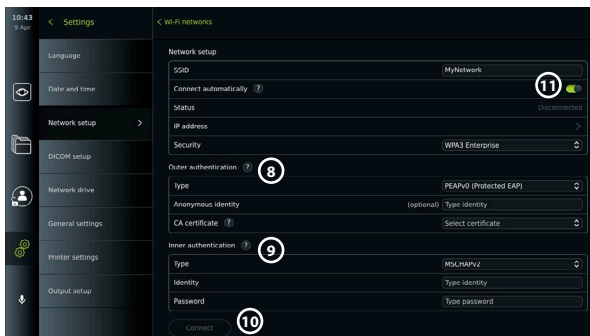 10:43
9 Apr
< Settings
< Wi-Fi networks
Language
Date and time
Network setup >
DICOM setup
Network drive
General settings
Printer settings
Output setup
Network setup
SSID MyNetwork
Connect automatically ? 11
Status Disconnected
IP address >
Security WPA3 Enterprise
Outer authentication ? 8
Type PEAPv0 (Protected EAP)
Anonymous identity (optional) Type identity
CA certificate ? Select certificate
Inner authentication ? 9
Type MSCHAPv2
Identity Type identity
Password Type password
Connect 10